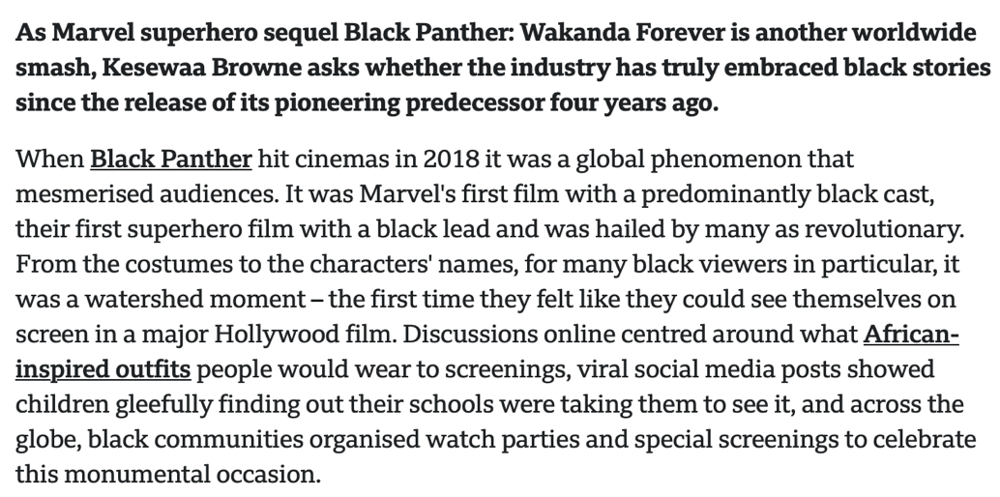 As Marvel superhero sequel Black Panther: Wakanda Forever is another worldwide
smash, Kesewaa Browne asks whether the industry has truly embraced black stories
since the release of its pioneering predecessor four years ago.
When Black Panther hit cinemas in 2018 it was a global phenomenon that
mesmerised audiences. It was Marvel's first film with a predominantly black cast,
their first superhero film with a black lead and was hailed by many as revolutionary.
From the costumes to the characters' names, for many black viewers in particular, it
was a watershed moment – the first time they felt like they could see themselves on
screen in a major Hollywood film. Discussions online centred around what African-
inspired outfits people would wear to screenings, viral social media posts showed
children gleefully finding out their schools were taking them to see it, and across the
globe, black communities organised watch parties and special screenings to celebrate
this monumental occasion.